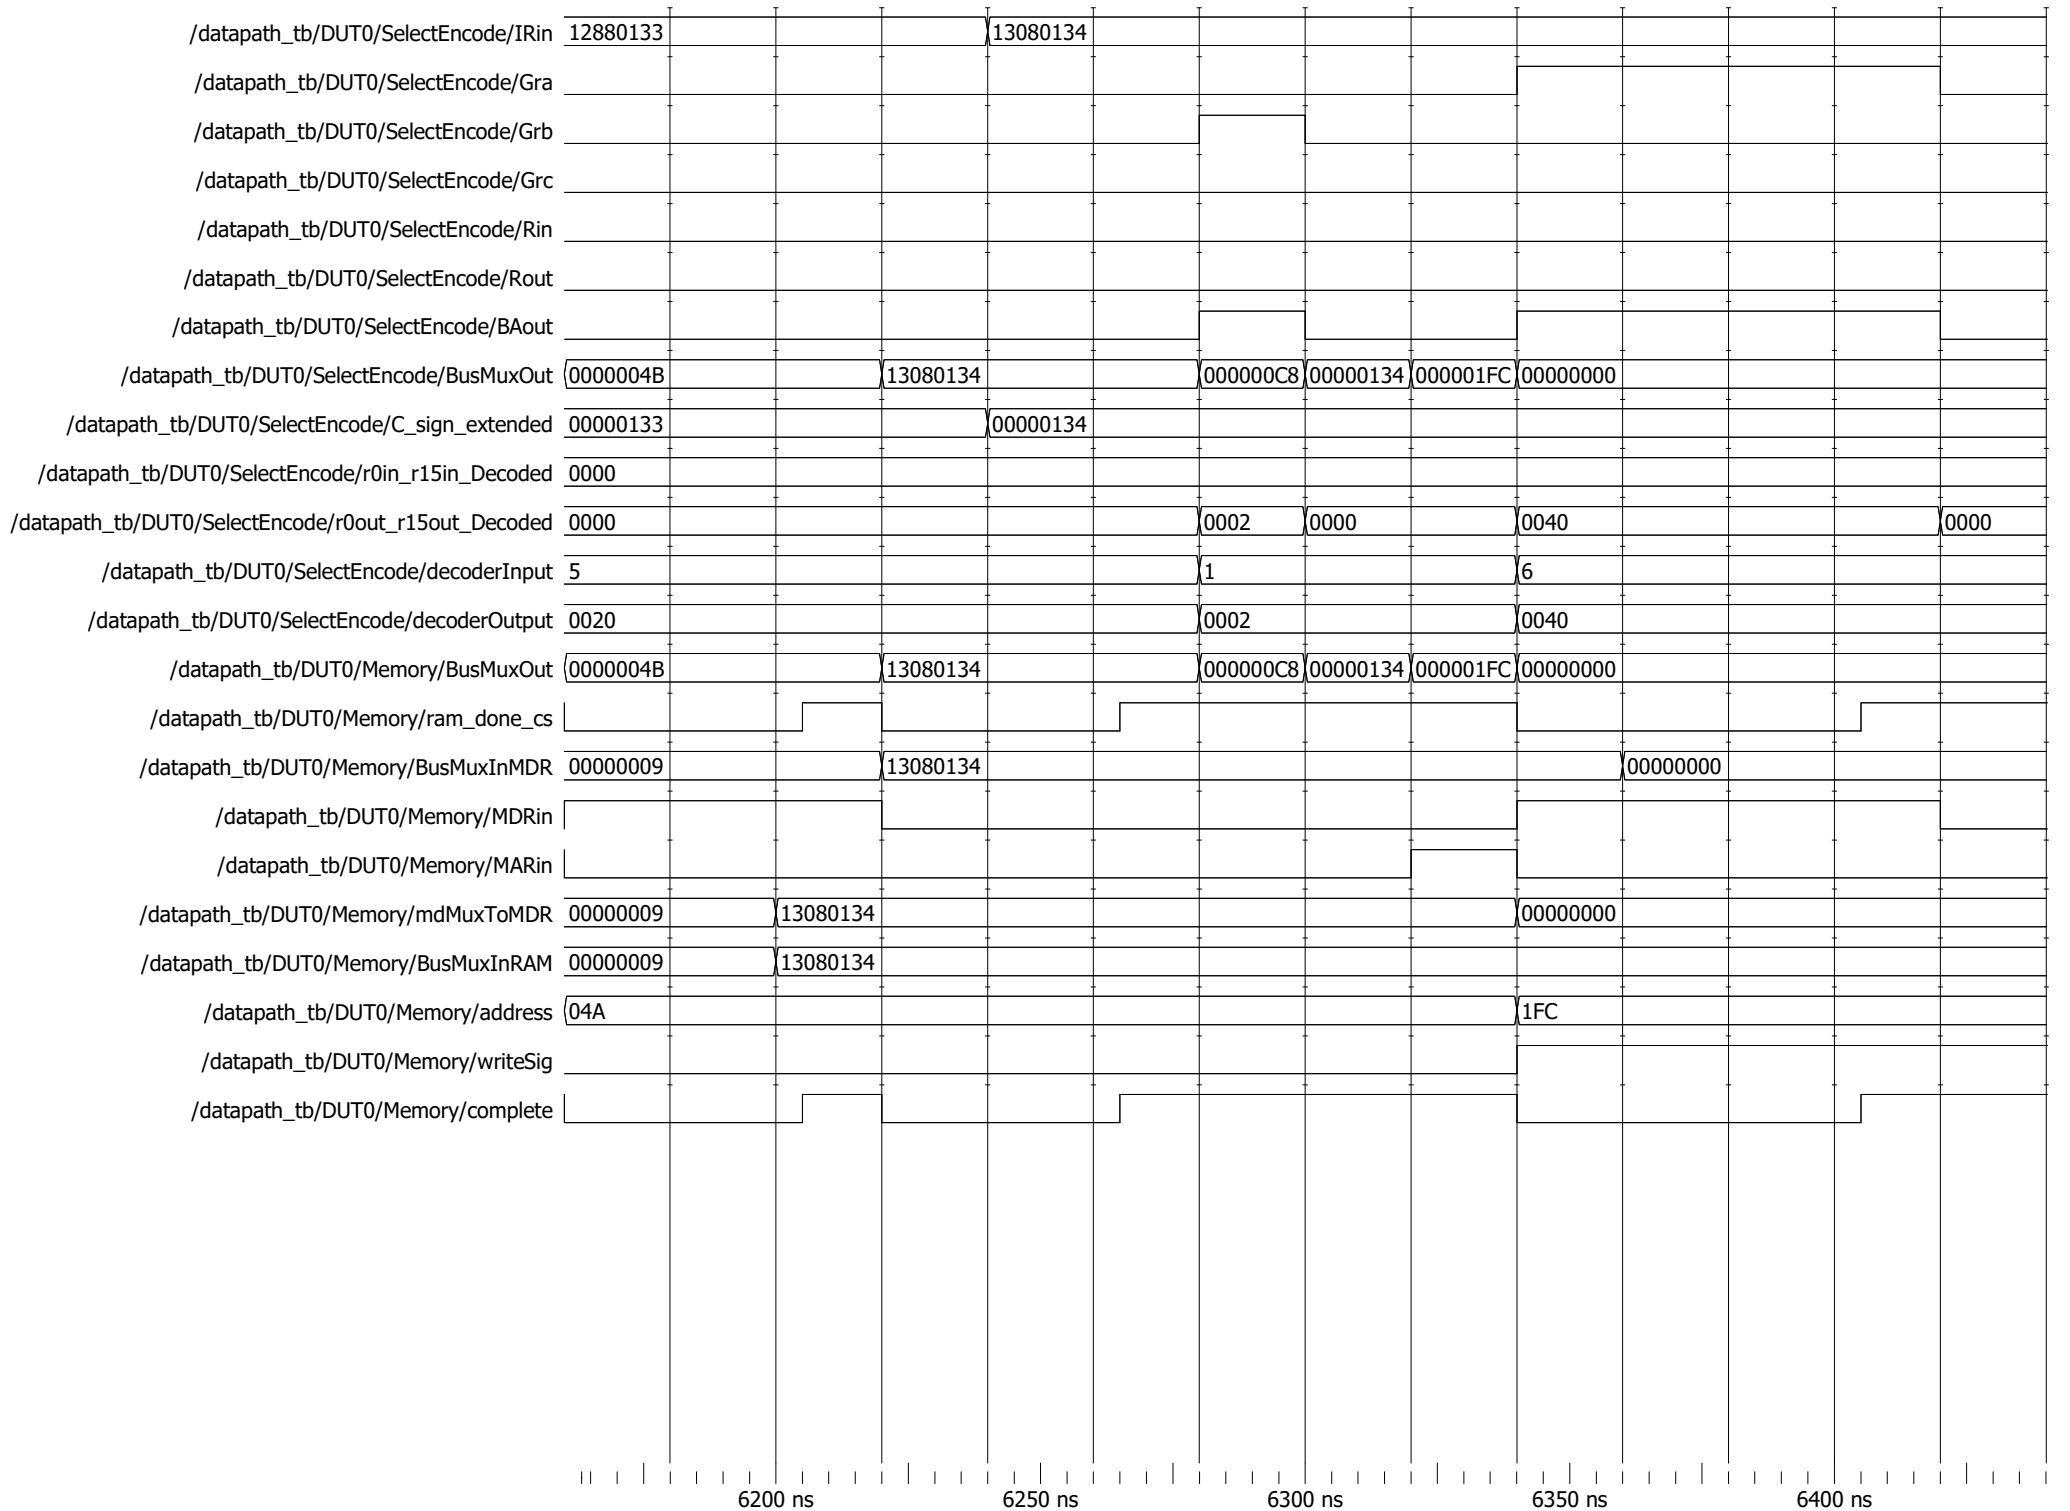 /datapath_tb/DUT0/SelectEncode/IRin 12880133 13080134
/datapath_tb/DUT0/SelectEncode/Gra
/datapath_tb/DUT0/SelectEncode/Grb
/datapath_tb/DUT0/SelectEncode/Grc
/datapath_tb/DUT0/SelectEncode/Rin
/datapath_tb/DUT0/SelectEncode/Rout
/datapath_tb/DUT0/SelectEncode/BAout
/datapath_tb/DUT0/SelectEncode/BusMuxOut 0000004B 13080134 000000C8 00000134 000001FC 00000000
/datapath_tb/DUT0/SelectEncode/C_sign_extended 00000133 00000134
/datapath_tb/DUT0/SelectEncode/r0in_r15in_Decoded 0000
/datapath_tb/DUT0/SelectEncode/r0out_r15out_Decoded 0000 0002 0000 0040 0000
/datapath_tb/DUT0/SelectEncode/decoderInput 5 1 6
/datapath_tb/DUT0/SelectEncode/decoderOutput 0020 0002 0040
/datapath_tb/DUT0/Memory/BusMuxOut 0000004B 13080134 000000C8 00000134 000001FC 00000000
/datapath_tb/DUT0/Memory/ram_done_cs
/datapath_tb/DUT0/Memory/BusMuxInMDR 00000009 13080134 00000000
/datapath_tb/DUT0/Memory/MDRin
/datapath_tb/DUT0/Memory/MARin
/datapath_tb/DUT0/Memory/mdMuxToMDR 00000009 13080134 00000000
/datapath_tb/DUT0/Memory/BusMuxInRAM 00000009 13080134
/datapath_tb/DUT0/Memory/address 04A 1FC
/datapath_tb/DUT0/Memory/writeSig
/datapath_tb/DUT0/Memory/complete
6200 ns 6250 ns 6300 ns 6350 ns 6400 ns